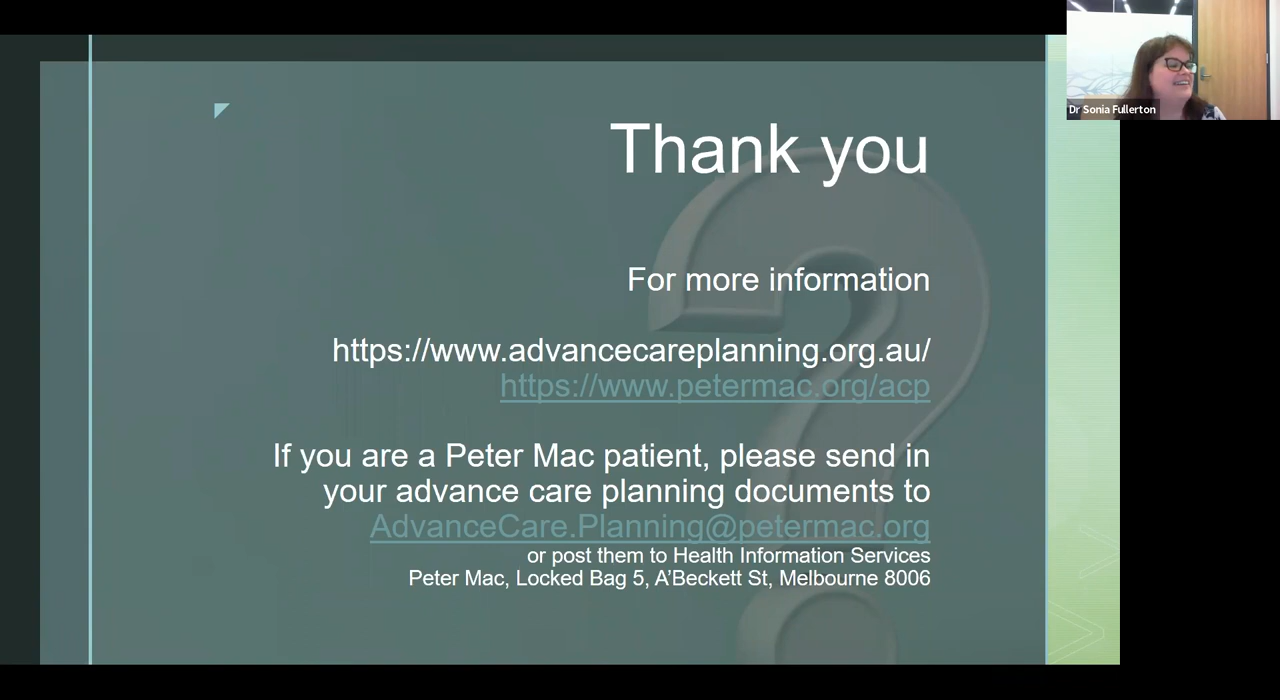 Thank you
For more information
https://www.advancecareplanning.org.au/
https://www.petermac.org/acp
If you are a Peter Mac patient, please send in
your advance care planning documents to
AdvanceCare.Planning@petermac.org
or post them to Health Information Services
Peter Mac, Locked Bag 5, A’Beckett St, Melbourne 8006
Dr Sonia Fullerton